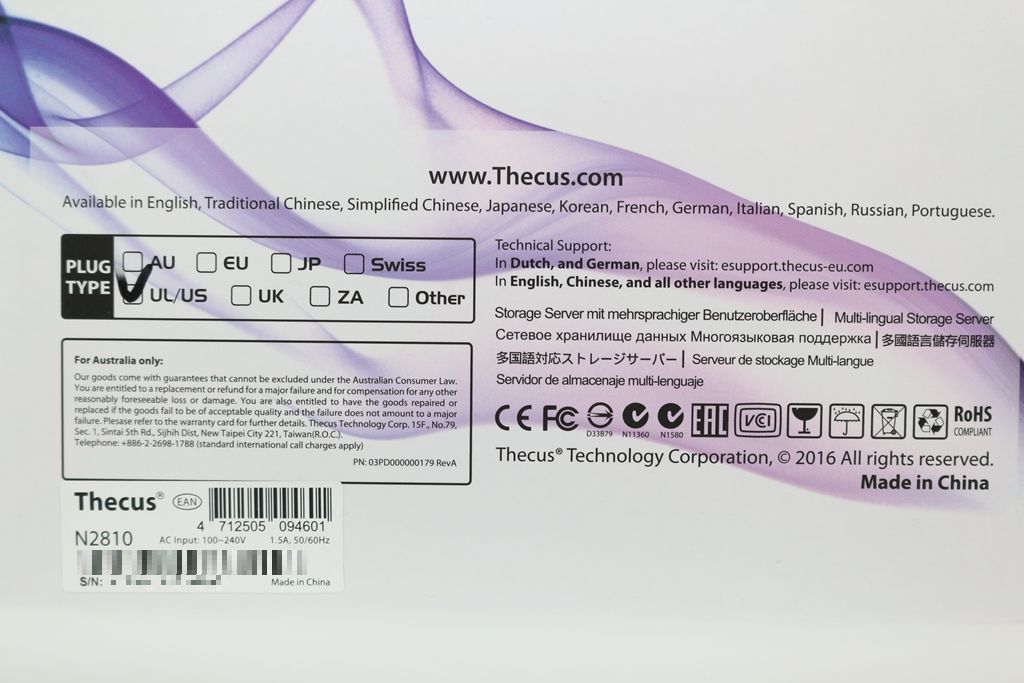 www.Thecus.com
Available in English, Traditional Chinese, Simplified Chinese, Japanese, Korean, French, German, Italian, Spanish, Russian, Portuguese.
PLUG TYPE
AU EU JP Swiss
UL/US UK ZA Other
Technical Support:
In Dutch, and German, please visit: esupport.thecus-eu.com
In English, Chinese, and all other languages, please visit: esupport.thecus.com
Storage Server mit mehrsprachiger Benutzeroberfläche | Multi-lingual Storage Server
Сетевое хранилище данных Многоязыковая поддержка | 多國語言儲存伺服器
多国語対応ストレージサーバー | Serveur de stockage Multi-langue
Servidor de almacenaje multi-lenguaje
For Australia only:
Our goods come with guarantees that cannot be excluded under the Australian Consumer Law.
You are entitled to a replacement or refund for a major failure and for compensation for any other
reasonably foreseeable loss or damage. You are also entitled to have the goods repaired or
replaced if the goods fail to be of acceptable quality and the failure does not amount to a major
failure. Please refer to the warranty card for further details. Thecus Technology Corp. 15F., No.79,
Sec. 1, Sintai 5th Rd., Sijhih Dist, New Taipei City 221, Taiwan(R.O.C.).
Telephone: +886-2-2698-1788 (standard international call charges apply)
PN: 03PD000000179 RevA
CE FC D33B79 N11360 N1580 EAC VCCI RoHS
COMPLIANT
Thecus® Technology Corporation, © 2016 All rights reserved.
Made in China
Thecus® EAN
4 712505 094601
N2810 AC Input: 100~240V 1.5A, 50/60Hz
S/N:
Made in China